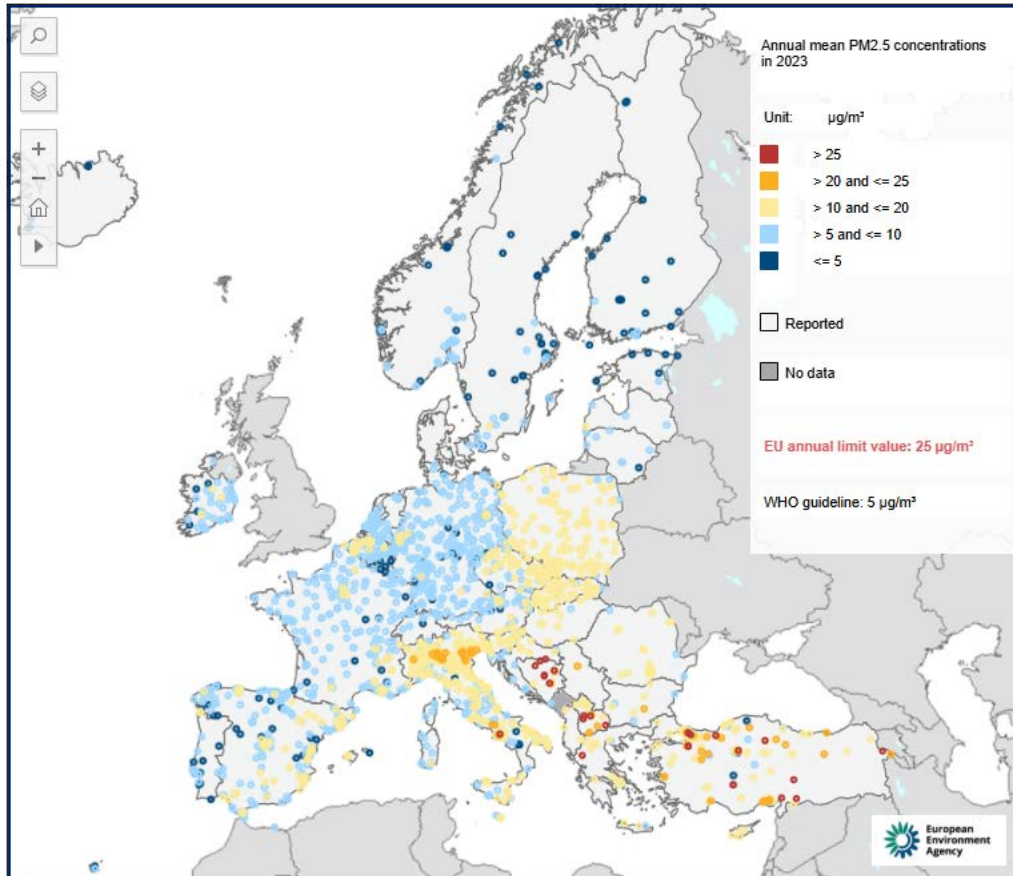 Annual mean PM2.5 concentrations
in 2023
Unit: µg/m³
> 25
> 20 and <= 25
> 10 and <= 20
> 5 and <= 10
<= 5
Reported
No data
EU annual limit value: 25 µg/m³
WHO guideline: 5 µg/m³
European
Environment
Agency